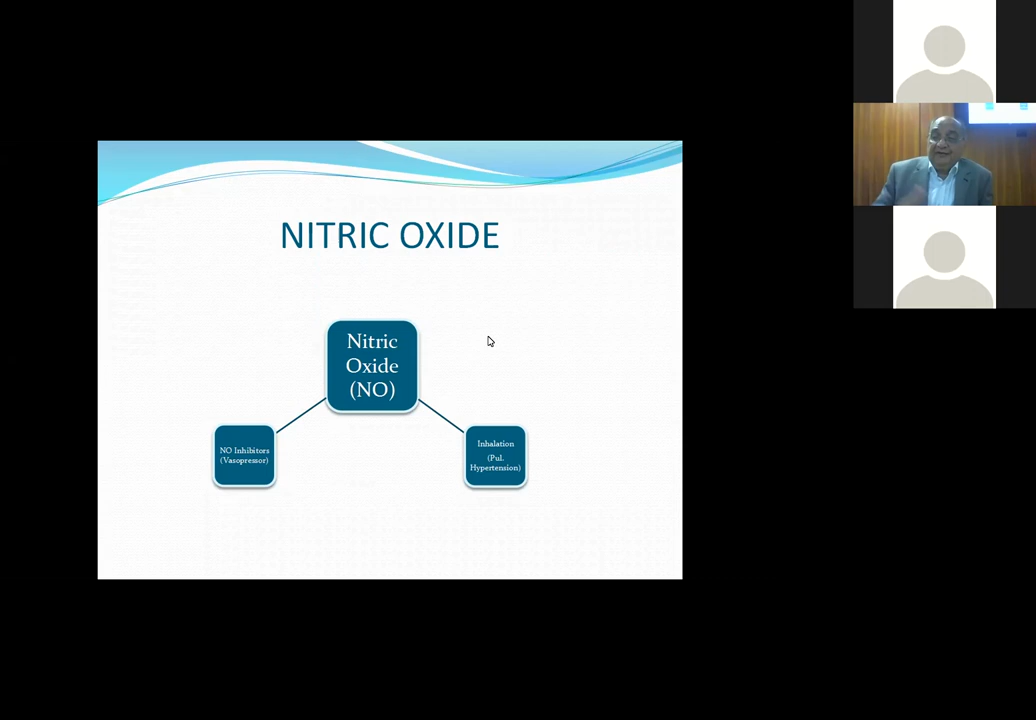 NITRIC OXIDE
Nitric
Oxide
(NO)
NO Inhibitors
(Vasopressor)
Inhalation
(Pul.
Hypertension)